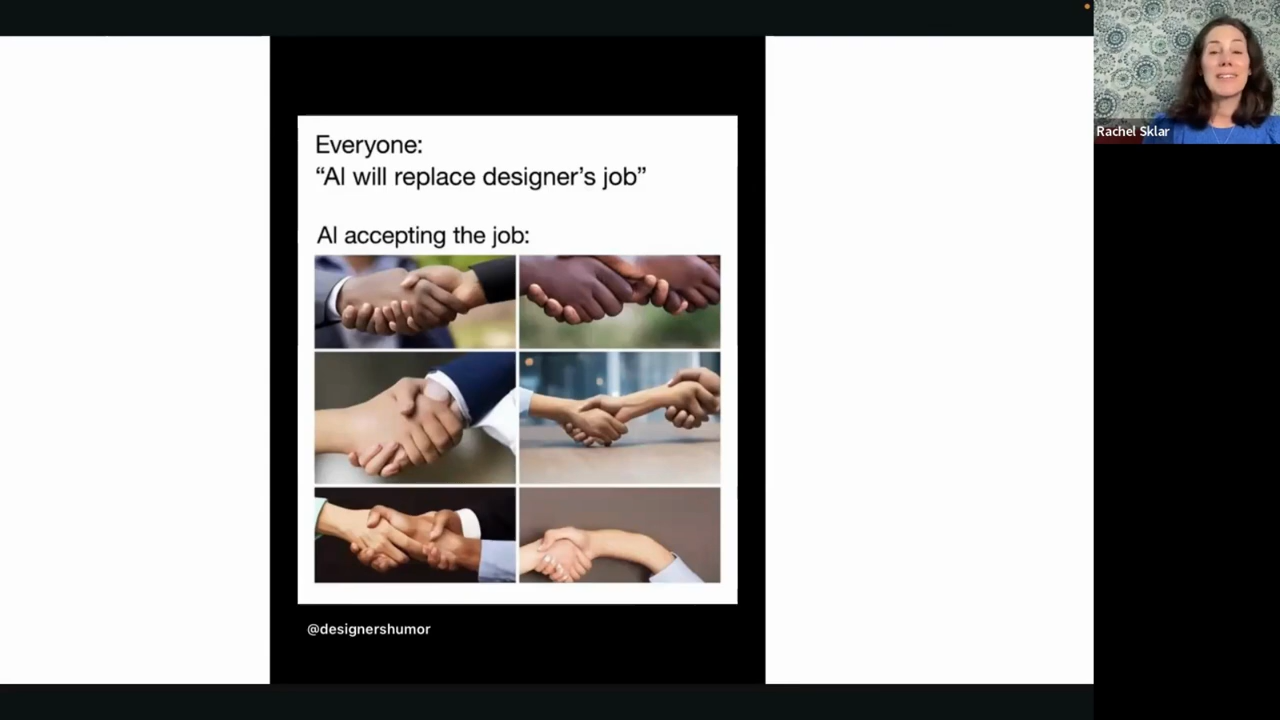 Everyone:
“AI will replace designer’s job”
AI accepting the job:
@designershumor
Rachel Sklar